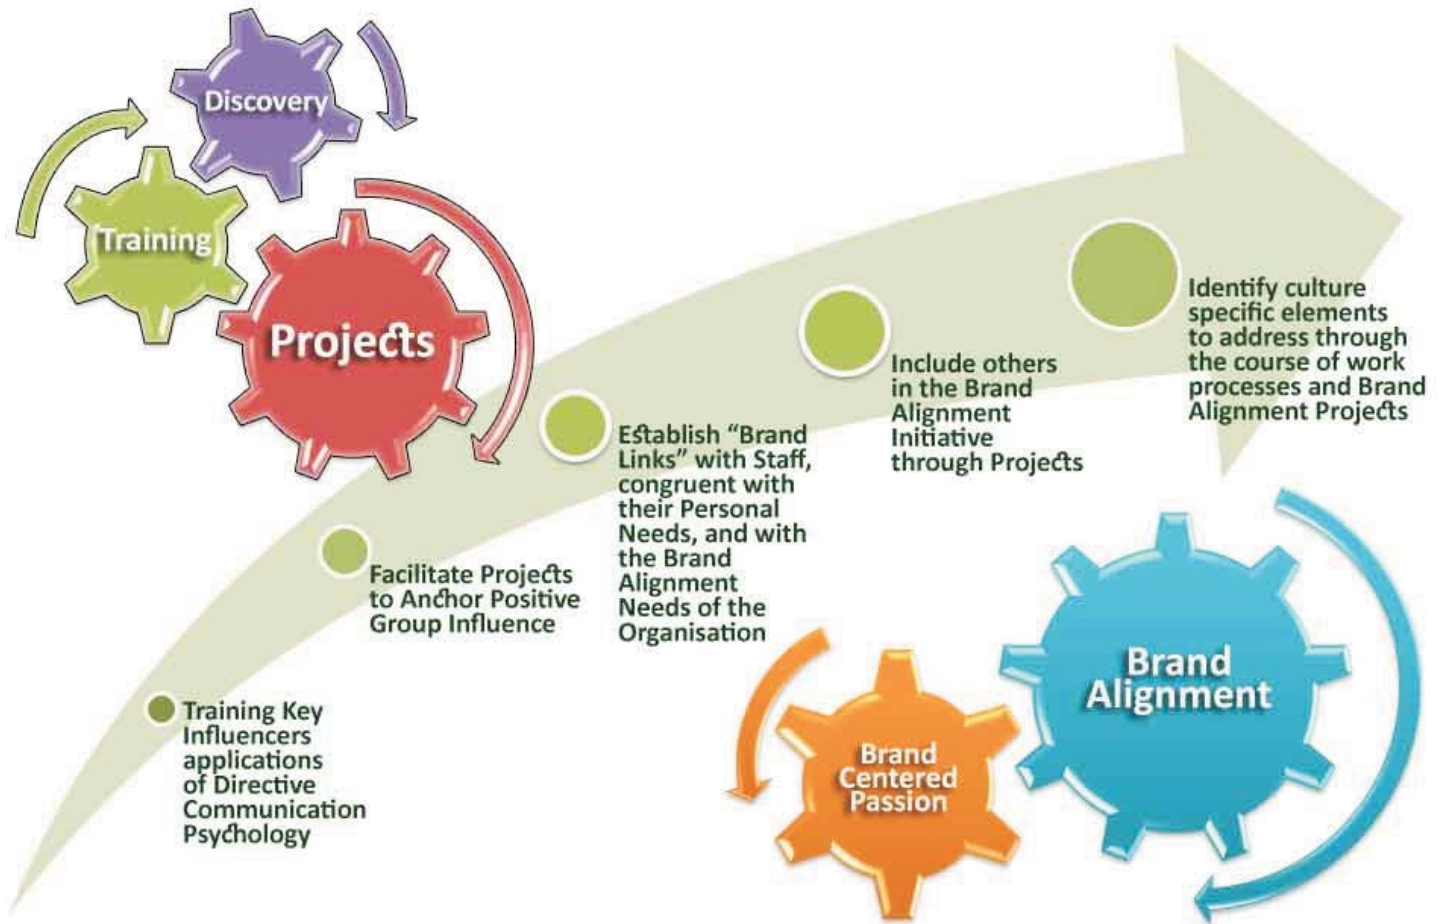 Discovery
Training
Projects
Training Key
Influencers
applications
of Directive
Communication
Psychology
Facilitate Projects
to Anchor Positive
Group Influence
Establish “Brand
Links” with Staff,
congruent with
their Personal
Needs, and with
the Brand
Alignment
Needs of the
Organisation
Include others
in the Brand
Alignment
Initiative
through Projects
Identify culture
specific elements
to address through
the course of work
processes and Brand
Alignment Projects
Brand
Centered
Passion
Brand
Alignment